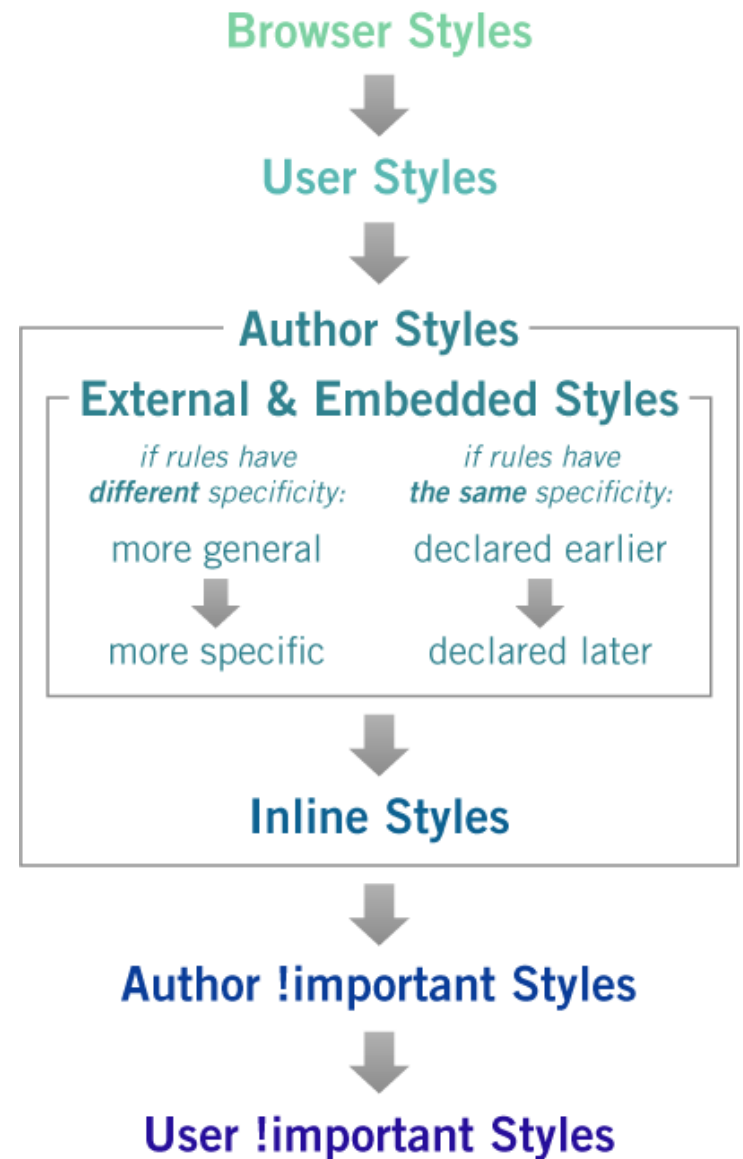 Browser Styles
User Styles
Author Styles
External & Embedded Styles
if rules have
different specificity:
more general
more specific
if rules have
the same specificity:
declared earlier
declared later
Inline Styles
Author !important Styles
User !important Styles